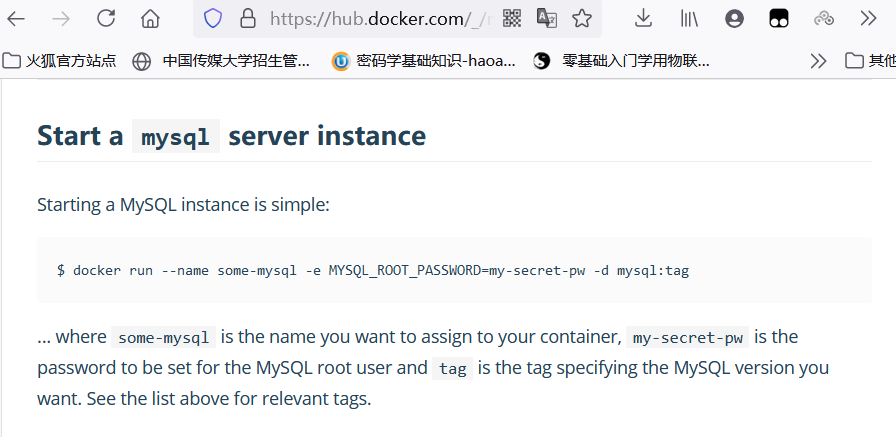 https://hub.docker.com/_/
火狐官方站点 中国传媒大学招生管... 密码学基础知识-haoa... 零基础入门学用物联... 其他
Start a mysql server instance
Starting a MySQL instance is simple:
$ docker run --name some-mysql -e MYSQL_ROOT_PASSWORD=my-secret-pw -d mysql:tag
... where some-mysql is the name you want to assign to your container, my-secret-pw is the
password to be set for the MySQL root user and tag is the tag specifying the MySQL version you
want. See the list above for relevant tags.